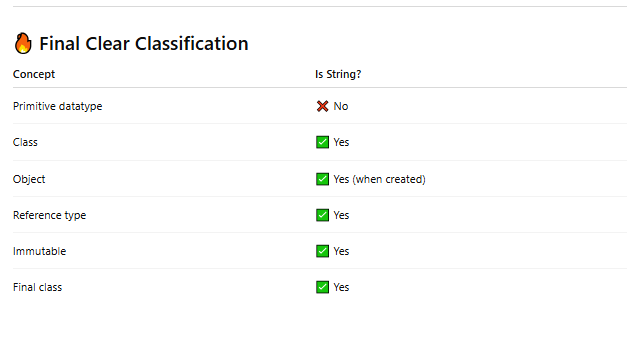 🔥 Final Clear Classification
Concept Is String?
Primitive datatype ❌ No
Class ✅ Yes
Object ✅ Yes (when created)
Reference type ✅ Yes
Immutable ✅ Yes
Final class ✅ Yes